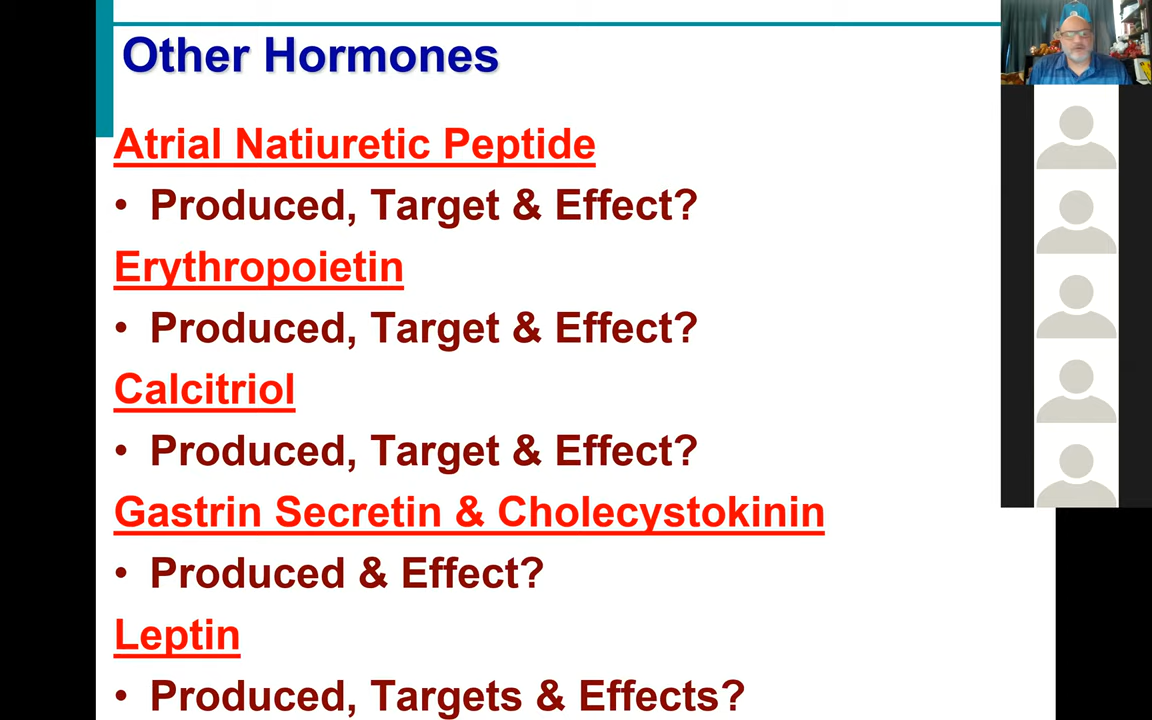 Other Hormones
Atrial Natiuretic Peptide
• Produced, Target & Effect?
Erythropoietin
• Produced, Target & Effect?
Calcitriol
• Produced, Target & Effect?
Gastrin Secretin & Cholecystokinin
• Produced & Effect?
Leptin
• Produced, Targets & Effects?